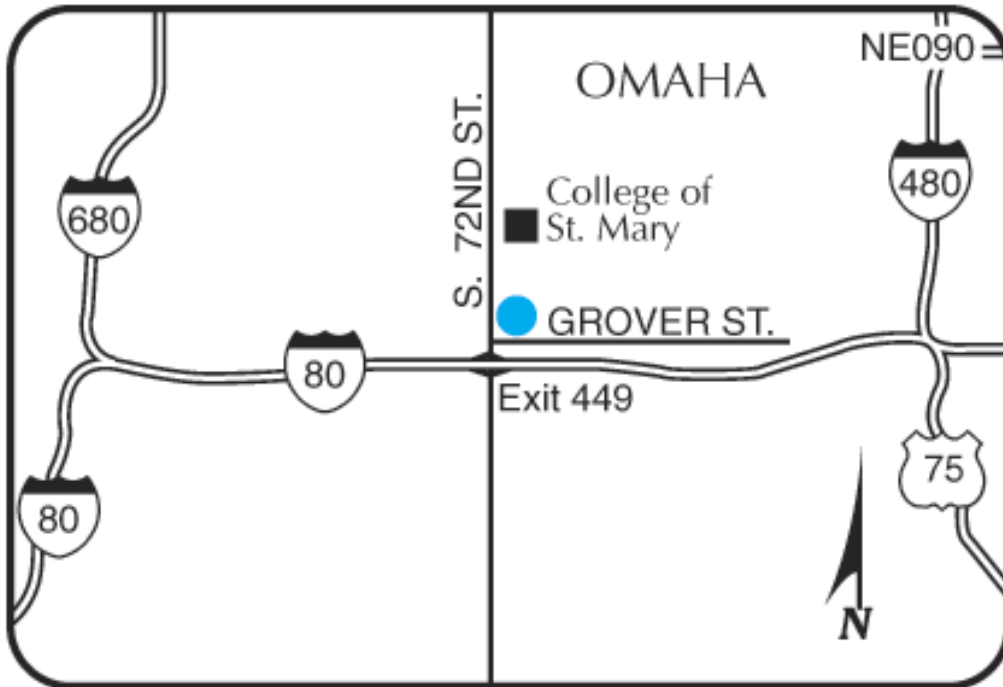 NE090
OMAHA
S. 72ND ST.
College of
St. Mary
480
680
GROVER ST.
80
Exit 449
75
80
N